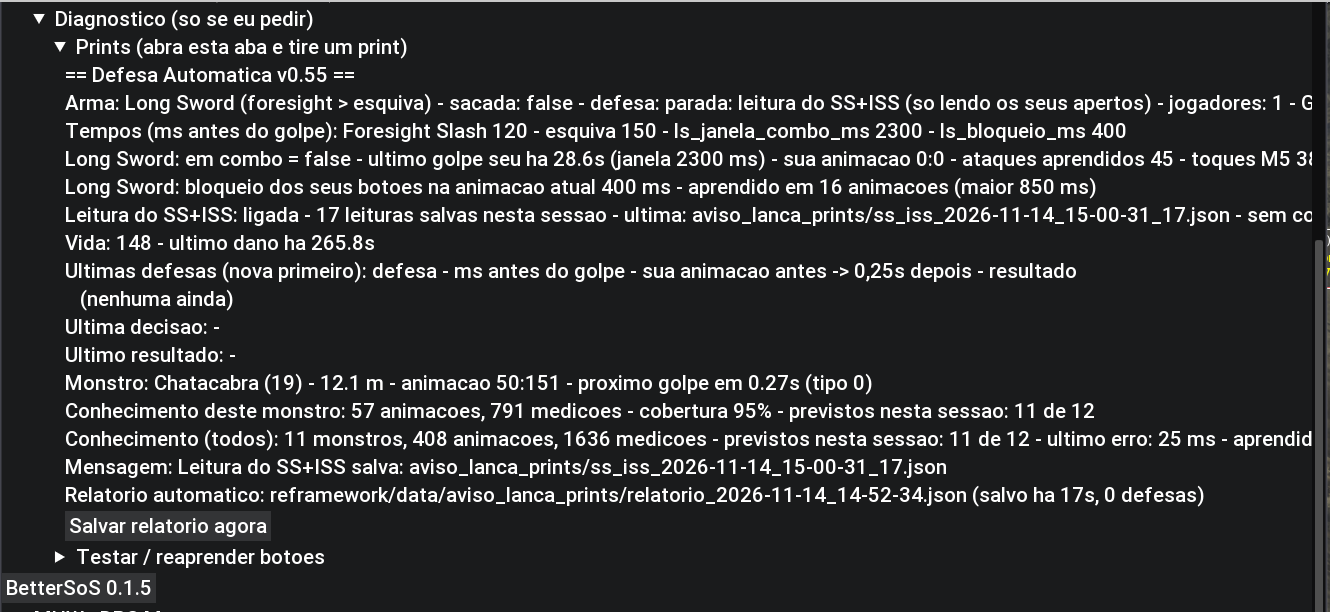 Diagnostico (so se eu pedir)
Prints (abra esta aba e tire um print)
== Defesa Automatica v0.55 ==
Arma: Long Sword (foresight > esquiva) - sacada: false - defesa: parada: leitura do SS+ISS (so lendo os seus apertos) - jogadores: 1 - G
Tempos (ms antes do golpe): Foresight Slash 120 - esquiva 150 - ls_janela_combo_ms 2300 - ls_bloqueio_ms 400
Long Sword: em combo = false - ultimo golpe seu ha 28.6s (janela 2300 ms) - sua animacao 0:0 - ataques aprendidos 45 - toques M5 38
Long Sword: bloqueio dos seus botoes na animacao atual 400 ms - aprendido em 16 animacoes (maior 850 ms)
Leitura do SS+ISS: ligada - 17 leituras salvas nesta sessao - ultima: aviso_lanca_prints/ss_iss_2026-11-14_15-00-31_17.json - sem co
Vida: 148 - ultimo dano ha 265.8s
Ultimas defesas (nova primeiro): defesa - ms antes do golpe - sua animacao antes -> 0,25s depois - resultado
(nenhuma ainda)
Ultima decisao: -
Ultimo resultado: -
Monstro: Chatacabra (19) - 12.1 m - animacao 50:151 - proximo golpe em 0.27s (tipo 0)
Conhecimento deste monstro: 57 animacoes, 791 medicoes - cobertura 95% - previstos nesta sessao: 11 de 12
Conhecimento (todos): 11 monstros, 408 animacoes, 1636 medicoes - previstos nesta sessao: 11 de 12 - ultimo erro: 25 ms - aprendid
Mensagem: Leitura do SS+ISS salva: aviso_lanca_prints/ss_iss_2026-11-14_15-00-31_17.json
Relatorio automatico: reframework/data/aviso_lanca_prints/relatorio_2026-11-14_14-52-34.json (salvo ha 17s, 0 defesas)
Salvar relatorio agora
Testar / reaprender botoes
BetterSoS 0.1.5